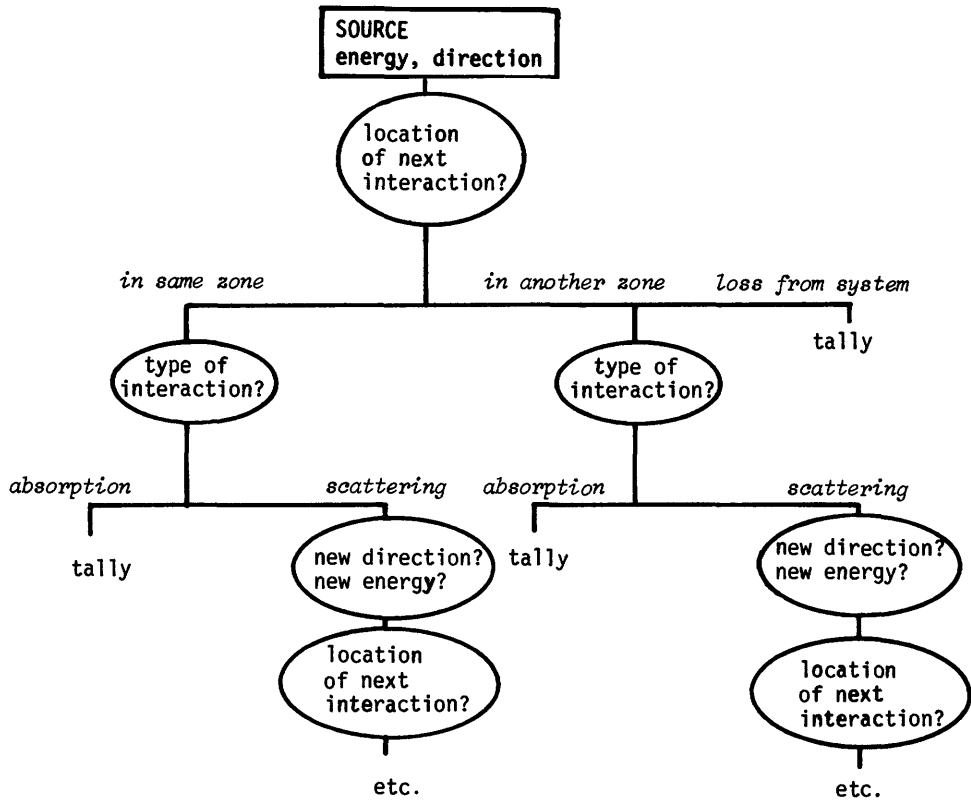 SOURCE
energy, direction
location
of next
interaction?
in same zone
in another zone
loss from system
tally
type of
interaction?
type of
interaction?
absorption
scattering
absorption
scattering
tally
new direction?
new energy?
tally
new direction?
new energy?
location
of next
interaction?
location
of next
interaction?
etc.
etc.